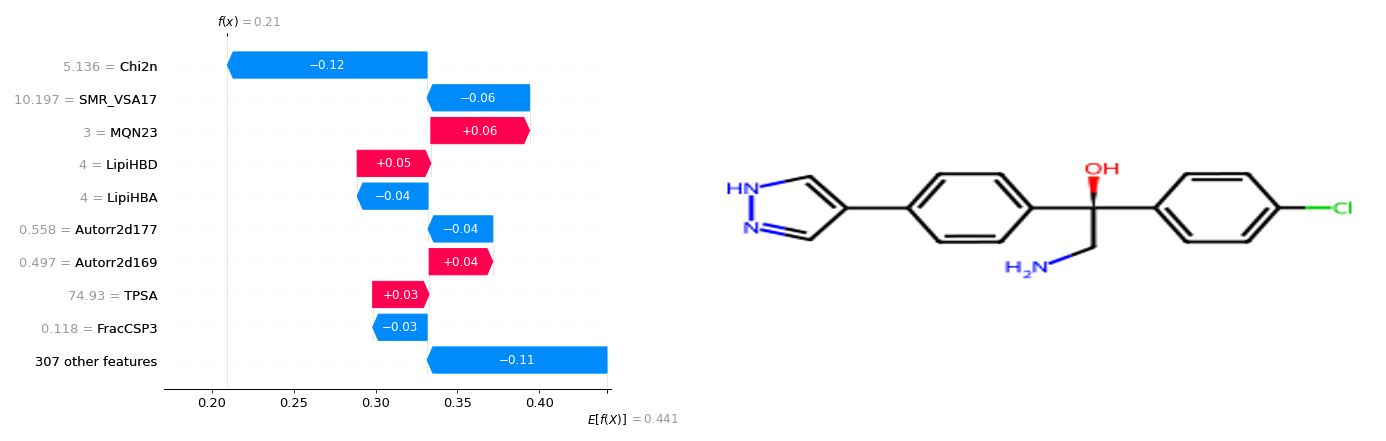 f(x) = 0.21
5.136 = Chi2n
−0.12
10.197 = SMR_VSA17
−0.06
3 = MQN23
+0.06
4 = LipiHBD
+0.05
4 = LipiHBA
−0.04
0.558 = Autorr2d177
−0.04
0.497 = Autorr2d169
+0.04
74.93 = TPSA
+0.03
0.118 = FracCSP3
−0.03
307 other features
−0.11
0.20 0.25 0.30 0.35 0.40
E[f(X)] = 0.441
OH
HN
N
H2N
Cl